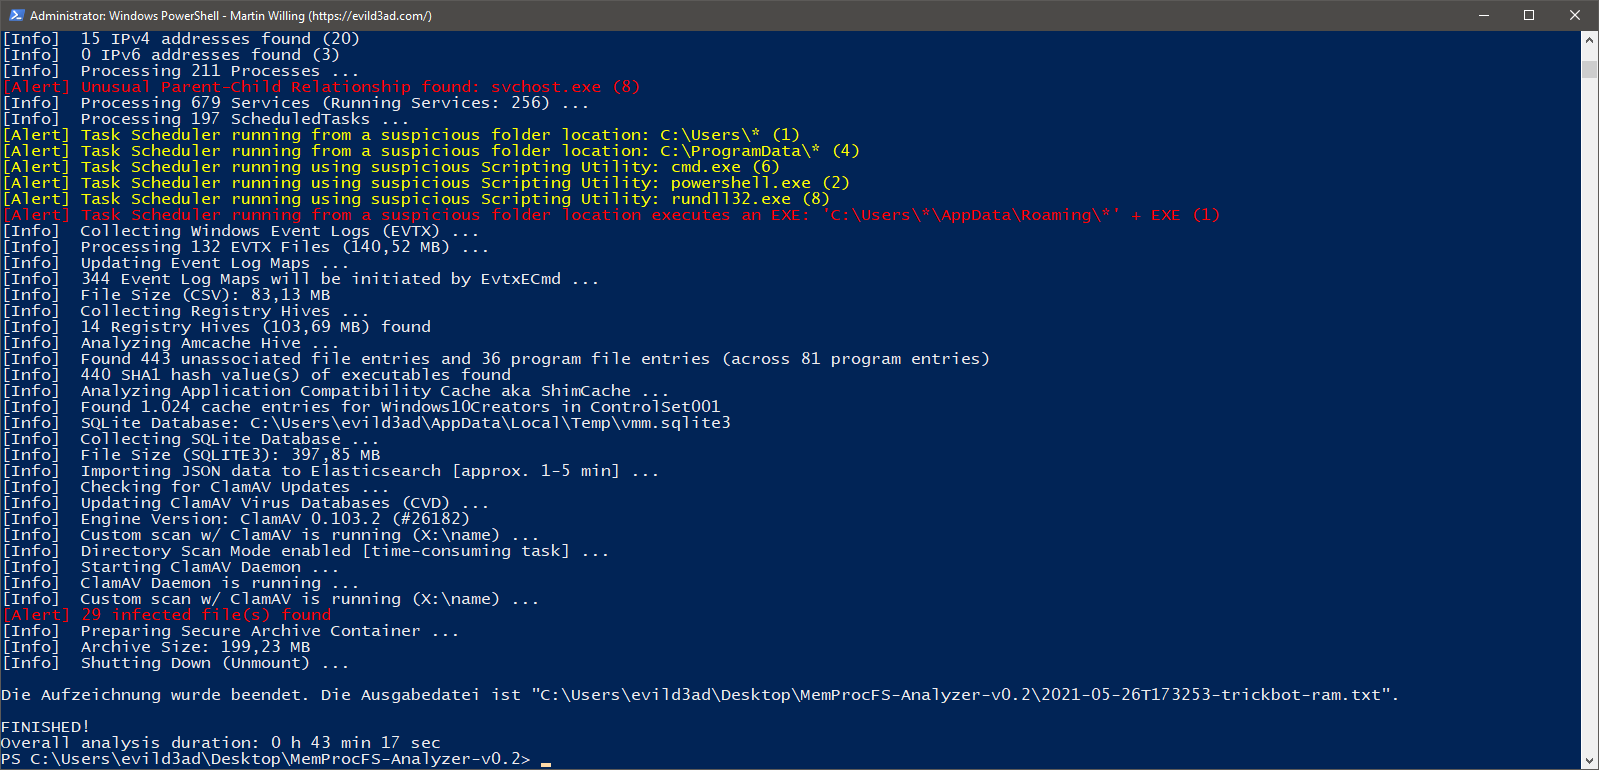 Administrator: Windows PowerShell - Martin Willing (https://evild3ad.com/)
[Info]  15 IPv4 addresses found (20)
[Info]  0 IPv6 addresses found (3)
[Info]  Processing 211 Processes ...
[Alert] Unusual Parent-Child Relationship found: svchost.exe (8)
[Info]  Processing 679 Services (Running Services: 256) ...
[Info]  Processing 197 ScheduledTasks ...
[Alert] Task Scheduler running from a suspicious folder location: C:\Users\* (1)
[Alert] Task Scheduler running from a suspicious folder location: C:\ProgramData\* (4)
[Alert] Task Scheduler running using suspicious Scripting Utility: cmd.exe (6)
[Alert] Task Scheduler running using suspicious Scripting Utility: powershell.exe (2)
[Alert] Task Scheduler running using suspicious Scripting Utility: rundll32.exe (8)
[Alert] Task Scheduler running from a suspicious folder location executes an EXE: 'C:\Users\*\AppData\Roaming\*' + EXE (1)
[Info]  Collecting Windows Event Logs (EVTX) ...
[Info]  Processing 132 EVTX Files (140,52 MB) ...
[Info]  Updating Event Log Maps ...
[Info]  344 Event Log Maps will be initiated by EvtxECmd ...
[Info]  File Size (CSV): 83,13 MB
[Info]  Collecting Registry Hives ...
[Info]  14 Registry Hives (103,69 MB) found
[Info]  Analyzing Amcache Hive ...
[Info]  Found 443 unassociated file entries and 36 program file entries (across 81 program entries)
[Info]  440 SHA1 hash value(s) of executables found
[Info]  Analyzing Application Compatibility Cache aka ShimCache ...
[Info]  Found 1.024 cache entries for Windows10Creators in ControlSet001
[Info]  SQLite Database: C:\Users\evild3ad\AppData\Local\Temp\vmm.sqlite3
[Info]  Collecting SQLite Database ...
[Info]  File Size (SQLITE3): 397,85 MB
[Info]  Importing JSON data to Elasticsearch [approx. 1-5 min] ...
[Info]  Checking for ClamAV Updates ...
[Info]  Updating ClamAV Virus Databases (CVD) ...
[Info]  Engine Version: ClamAV 0.103.2 (#26182)
[Info]  Custom scan w/ ClamAV is running (X:\name) ...
[Info]  Directory Scan Mode enabled [time-consuming task] ...
[Info]  Starting ClamAV Daemon ...
[Info]  ClamAV Daemon is running ...
[Info]  Custom scan w/ ClamAV is running (X:\name) ...
[Alert] 29 infected file(s) found
[Info]  Preparing Secure Archive Container ...
[Info]  Archive Size: 199,23 MB
[Info]  Shutting Down (Unmount) ...
Die Aufzeichnung wurde beendet. Die Ausgabedatei ist "C:\Users\evild3ad\Desktop\MemProcFS-Analyzer-v0.2\2021-05-26T173253-trickbot-ram.txt".
FINISHED!
Overall analysis duration: 0 h 43 min 17 sec
PS C:\Users\evild3ad\Desktop\MemProcFS-Analyzer-v0.2>